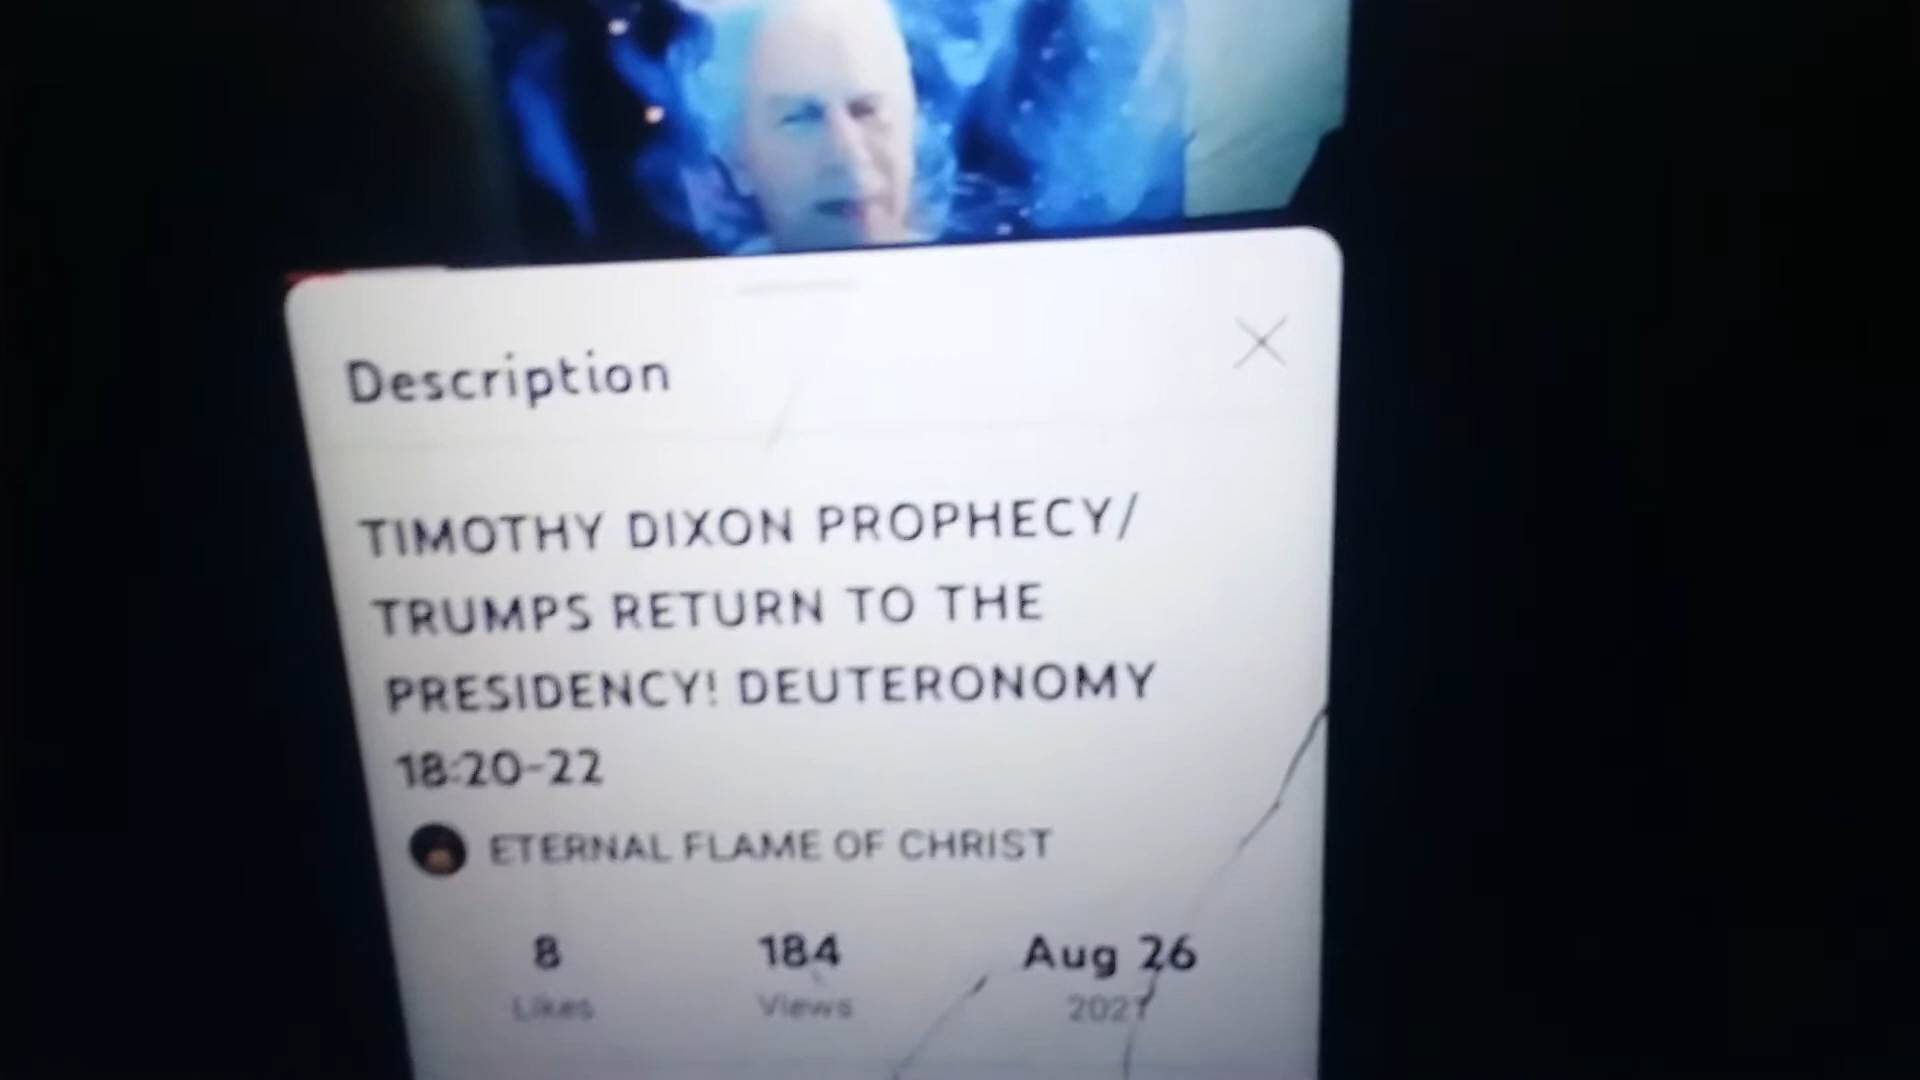 Description
TIMOTHY DIXON PROPHECY/
TRUMPS RETURN TO THE
PRESIDENCY! DEUTERONOMY
18:20-22
ETERNAL FLAME OF CHRIST
8 184 Aug 26
Likes Views 2021